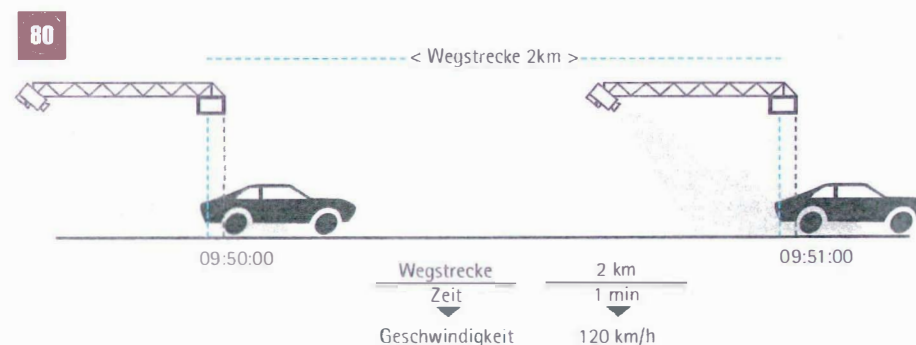 80
< Wegstrecke 2km >
09:50:00
09:51:00
Wegstrecke 2 km
Zeit 1 min
Geschwindigkeit 120 km/h